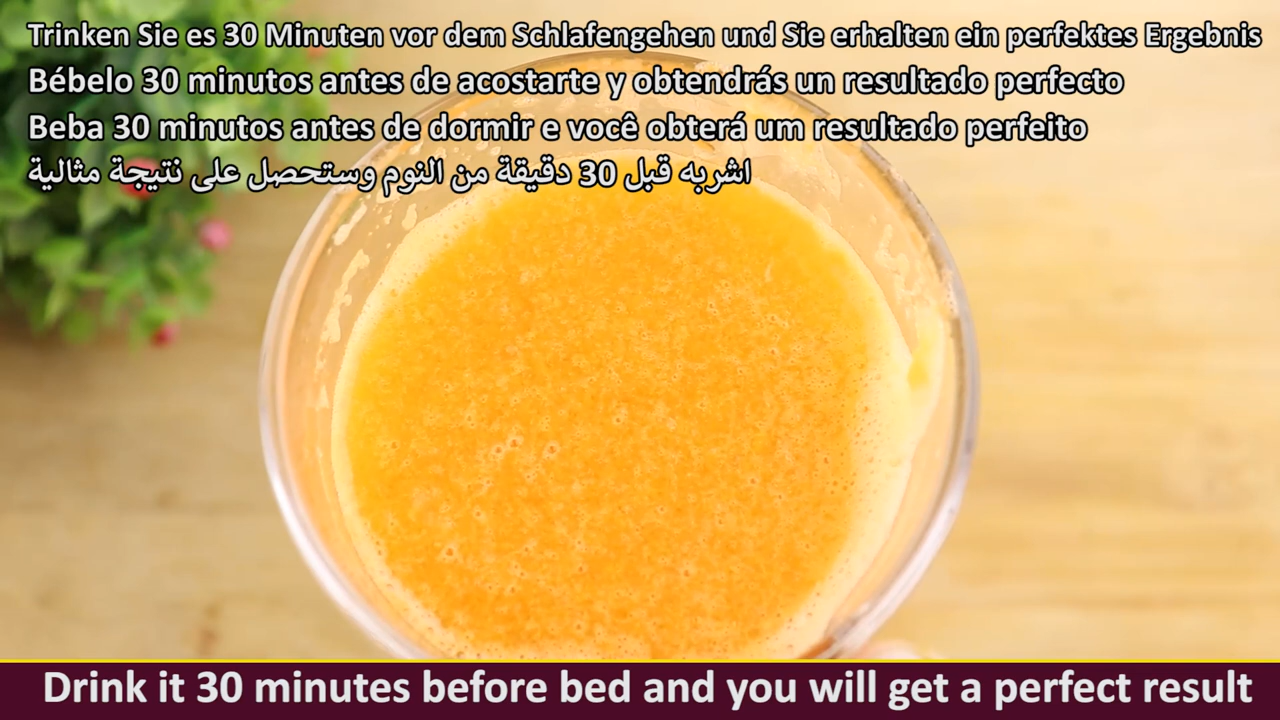 Trinken Sie es 30 Minuten vor dem Schlafengehen und Sie erhalten ein perfektes Ergebnis
Bébelo 30 minutos antes de acostarte y obtendrás un resultado perfecto
Beba 30 minutos antes de dormir e você obterá um resultado perfeito
اشربه قبل 30 دقيقة من النوم وستحصل على نتيجة مثالية
Drink it 30 minutes before bed and you will get a perfect result